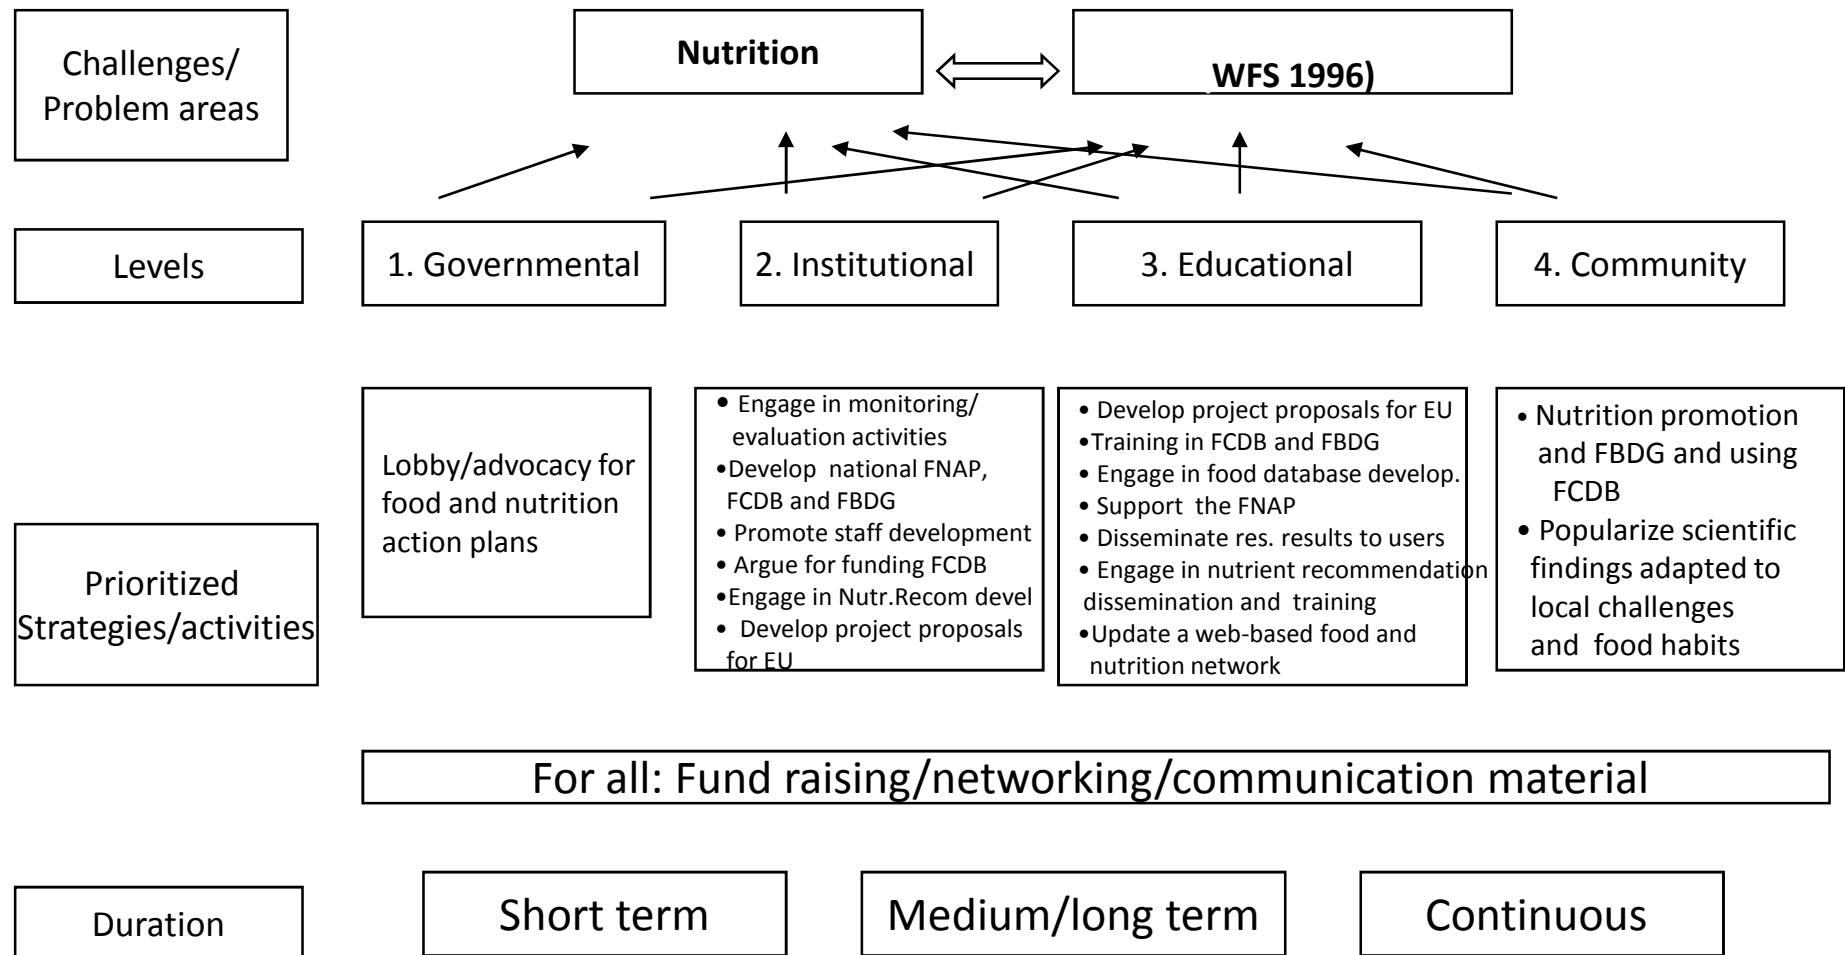 Challenges/
Problem areas
Nutrition
WFS 1996)
Levels
1. Governmental
2. Institutional
3. Educational
4. Community
Prioritized
Strategies/activities
Lobby/advocacy for
food and nutrition
action plans
• Engage in monitoring/
evaluation activities
•Develop national FNAP,
FCDB and FBDG
• Promote staff development
• Argue for funding FCDB
•Engage in Nutr.Recom devel
• Develop project proposals
for EU
• Develop project proposals for EU
•Training in FCDB and FBDG
• Engage in food database develop.
• Support the FNAP
• Disseminate res. results to users
• Engage in nutrient recommendation
dissemination and training
•Update a web-based food and
nutrition network
• Nutrition promotion
and FBDG and using
FCDB
• Popularize scientific
findings adapted to
local challenges
and food habits
For all: Fund raising/networking/communication material
Duration
Short term
Medium/long term
Continuous